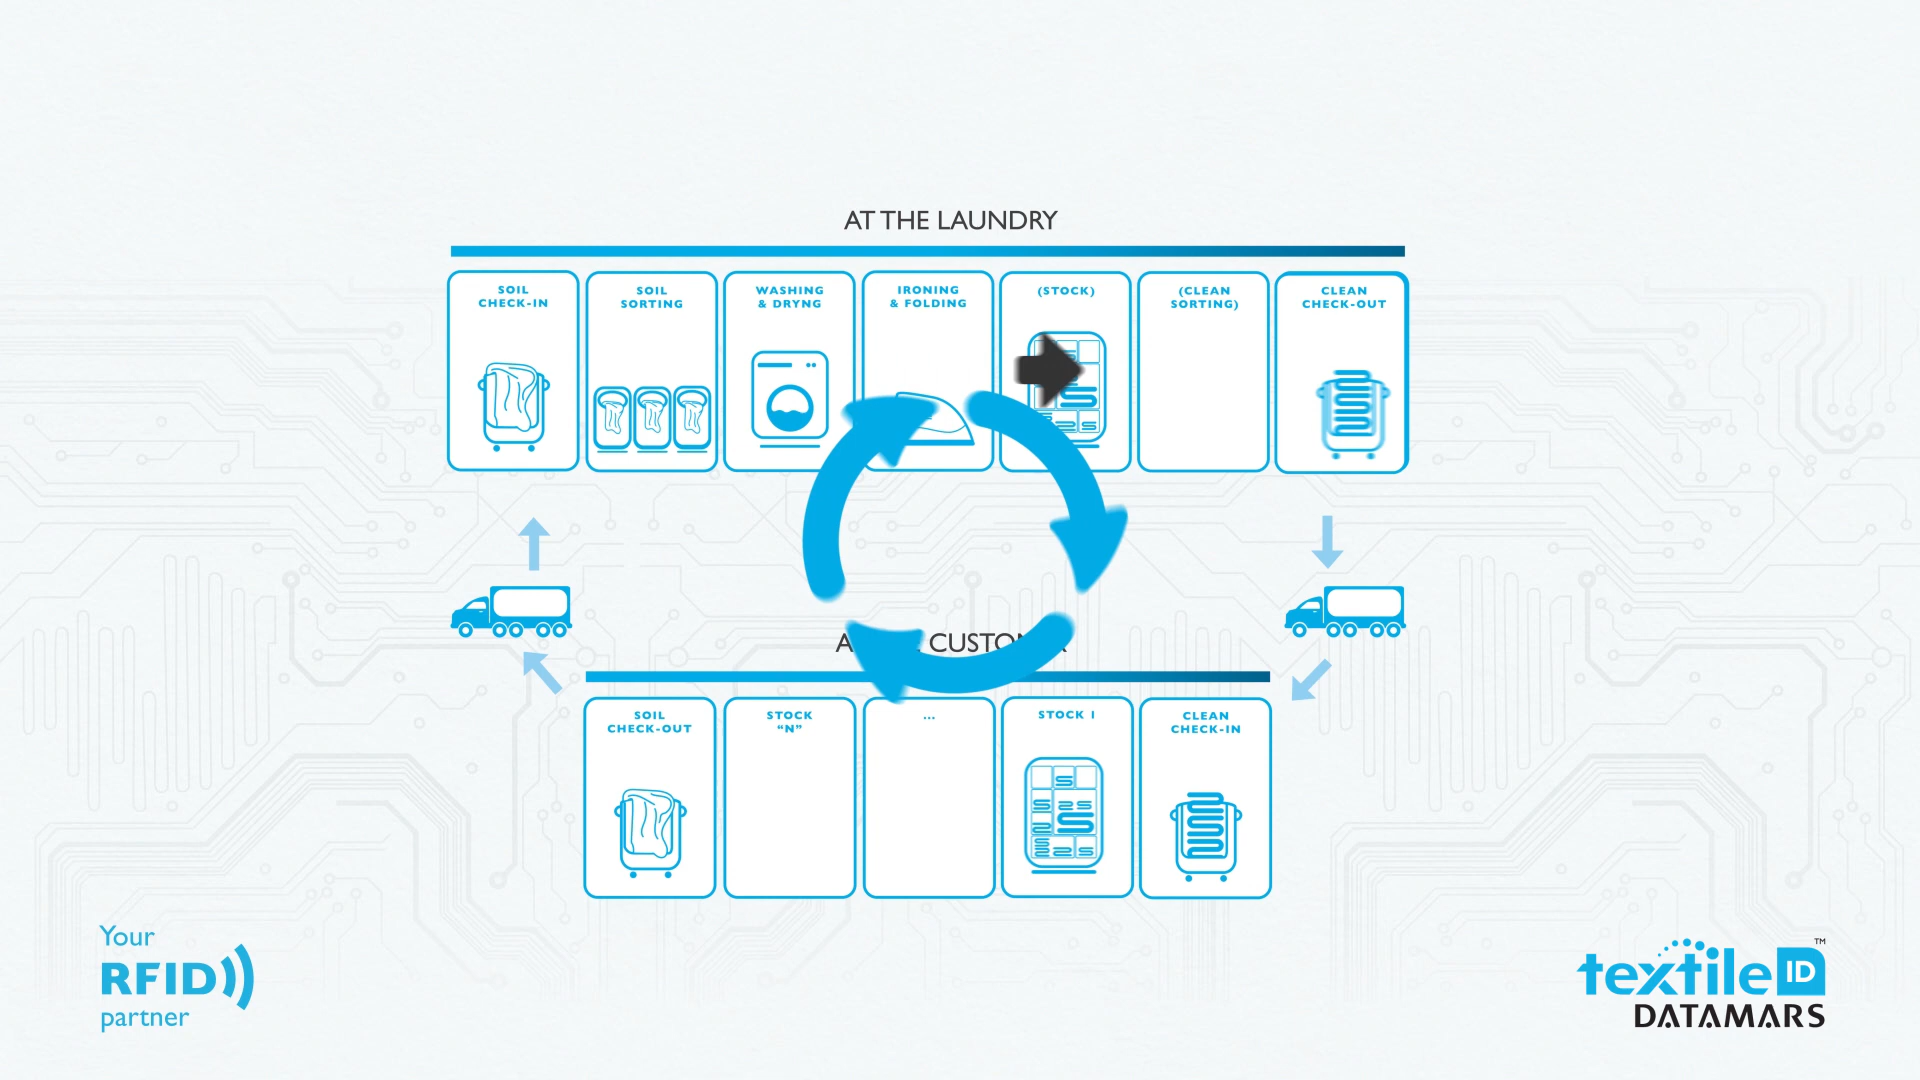 AT THE LAUNDRY
SOIL
CHECK-IN
SOIL
SORTING
WASHING
& DRYNG
IRONING
& FOLDING
(STOCK)
(CLEAN
SORTING)
CLEAN
CHECK-OUT
SOIL
CHECK-OUT
STOCK
“N”
...
STOCK I
CLEAN
CHECK-IN
Your
RFID
partner
textile ID™
DATAMARS